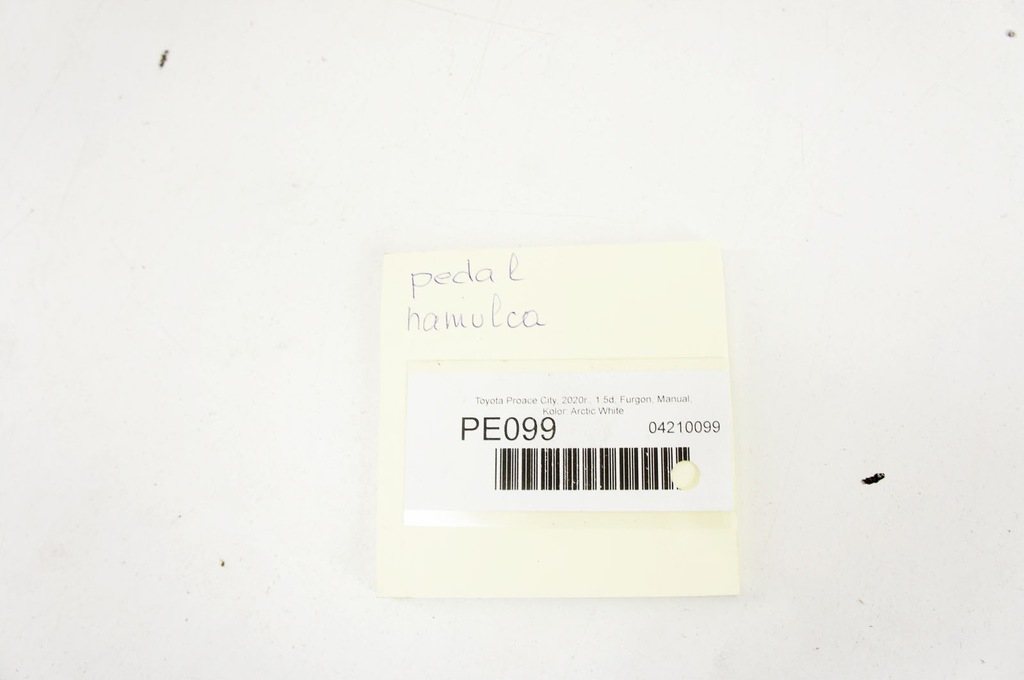 pedal
hamulca
Toyota Proace City, 2020r., 1.5d, Furgon, Manual,
Kolor: Arctic White
PE099 04210099